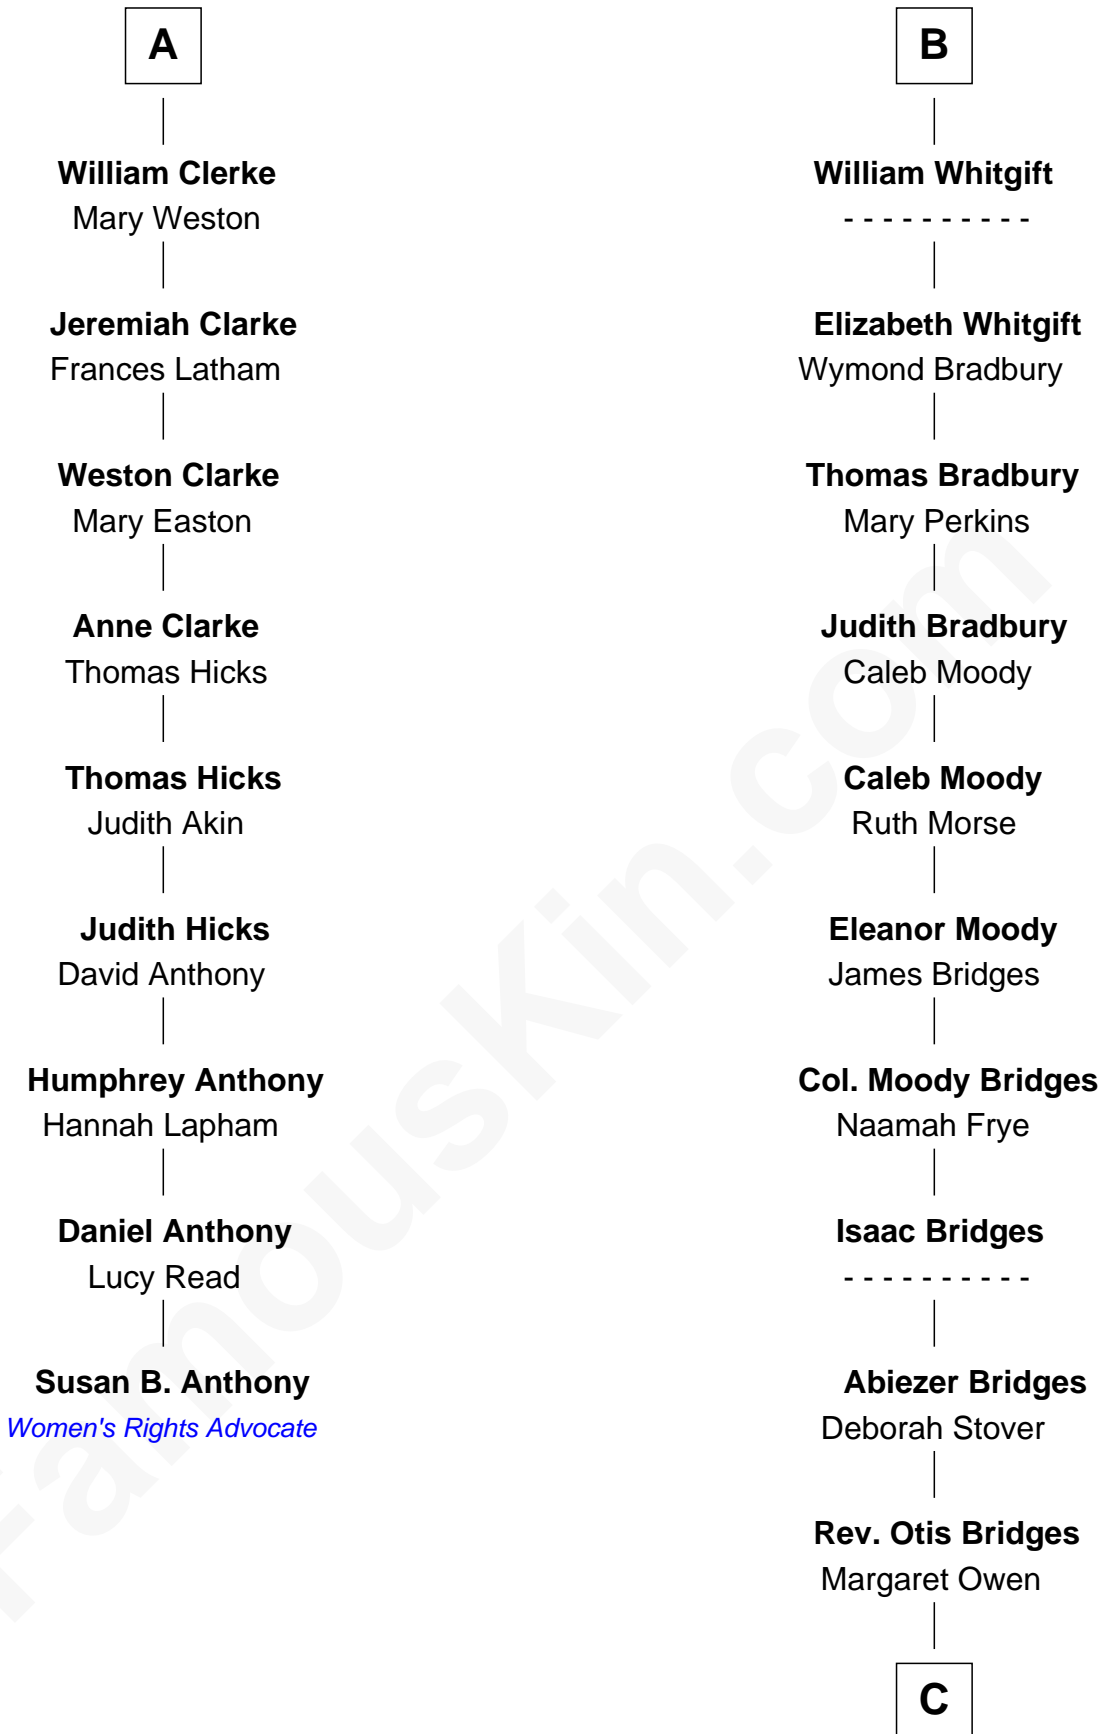 A
William Clerke
Mary Weston
Jeremiah Clarke
Frances Latham
Weston Clarke
Mary Easton
Anne Clarke
Thomas Hicks
Thomas Hicks
Judith Akin
Judith Hicks
David Anthony
Humphrey Anthony
Hannah Lapham
Daniel Anthony
Lucy Read
Susan B. Anthony
Women's Rights Advocate
B
William Whitgift
- - - - - - - - - -
Elizabeth Whitgift
Wymond Bradbury
Thomas Bradbury
Mary Perkins
Judith Bradbury
Caleb Moody
Caleb Moody
Ruth Morse
Eleanor Moody
James Bridges
Col. Moody Bridges
Naamah Frye
Isaac Bridges
- - - - - - - - - -
Abiezer Bridges
Deborah Stover
Rev. Otis Bridges
Margaret Owen
C
FamousKin.com